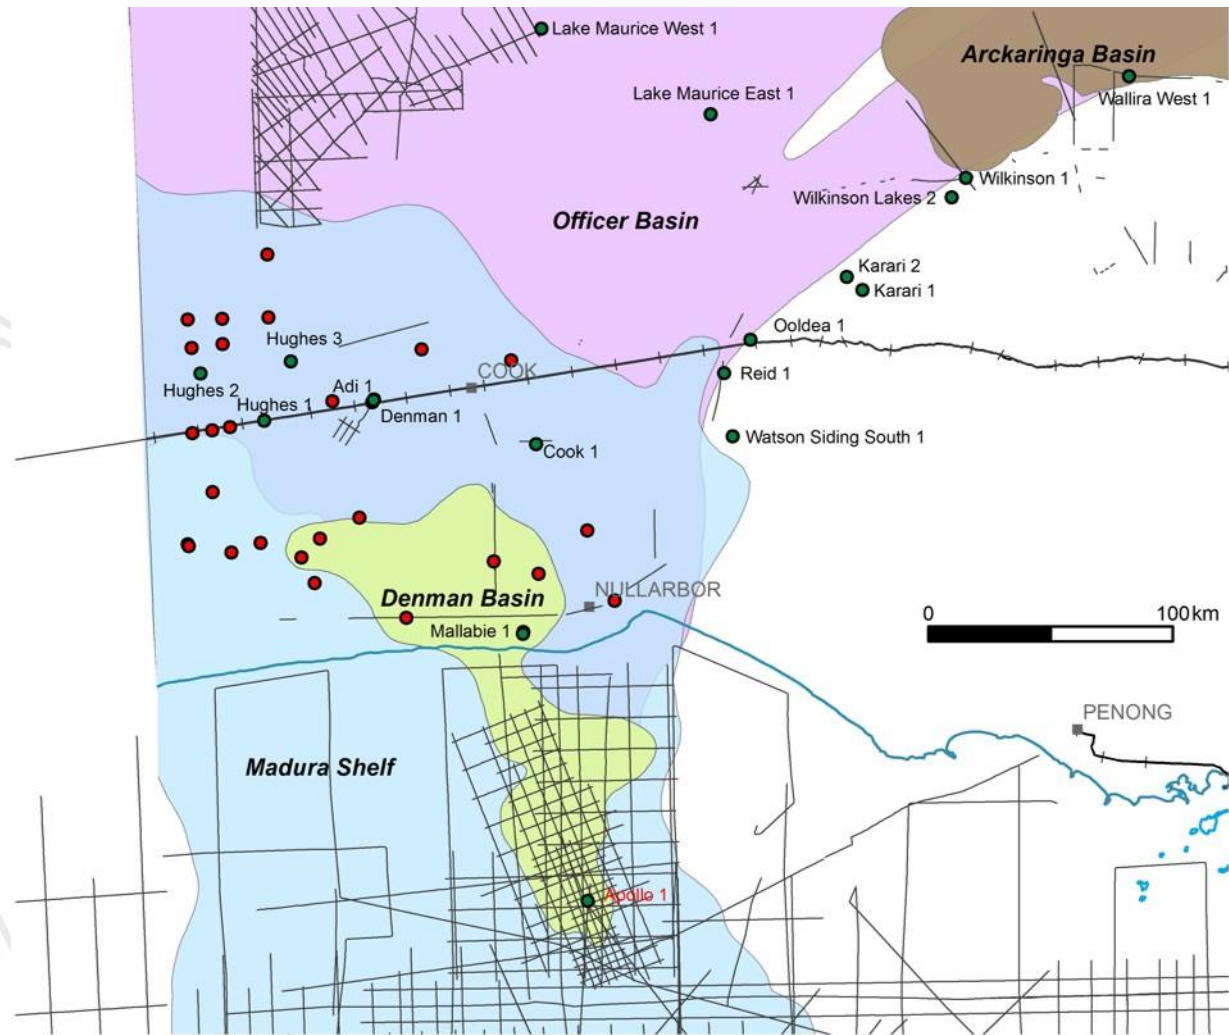 Lake Maurice West 1
Arckaringa Basin
Lake Maurice East 1
Wallira West 1
Wilkinson 1
Wilkinson Lakes 2
Officer Basin
Karari 2
Karari 1
Ooldea 1
Hughes 3
COOK
Reid 1
Hughes 2
Adi 1
Hughes 1
Denman 1
Watson Siding South 1
Cook 1
NULLARBOR
Denman Basin
0 100 km
Mallabie 1
PENONG
Madura Shelf
Apollo 1